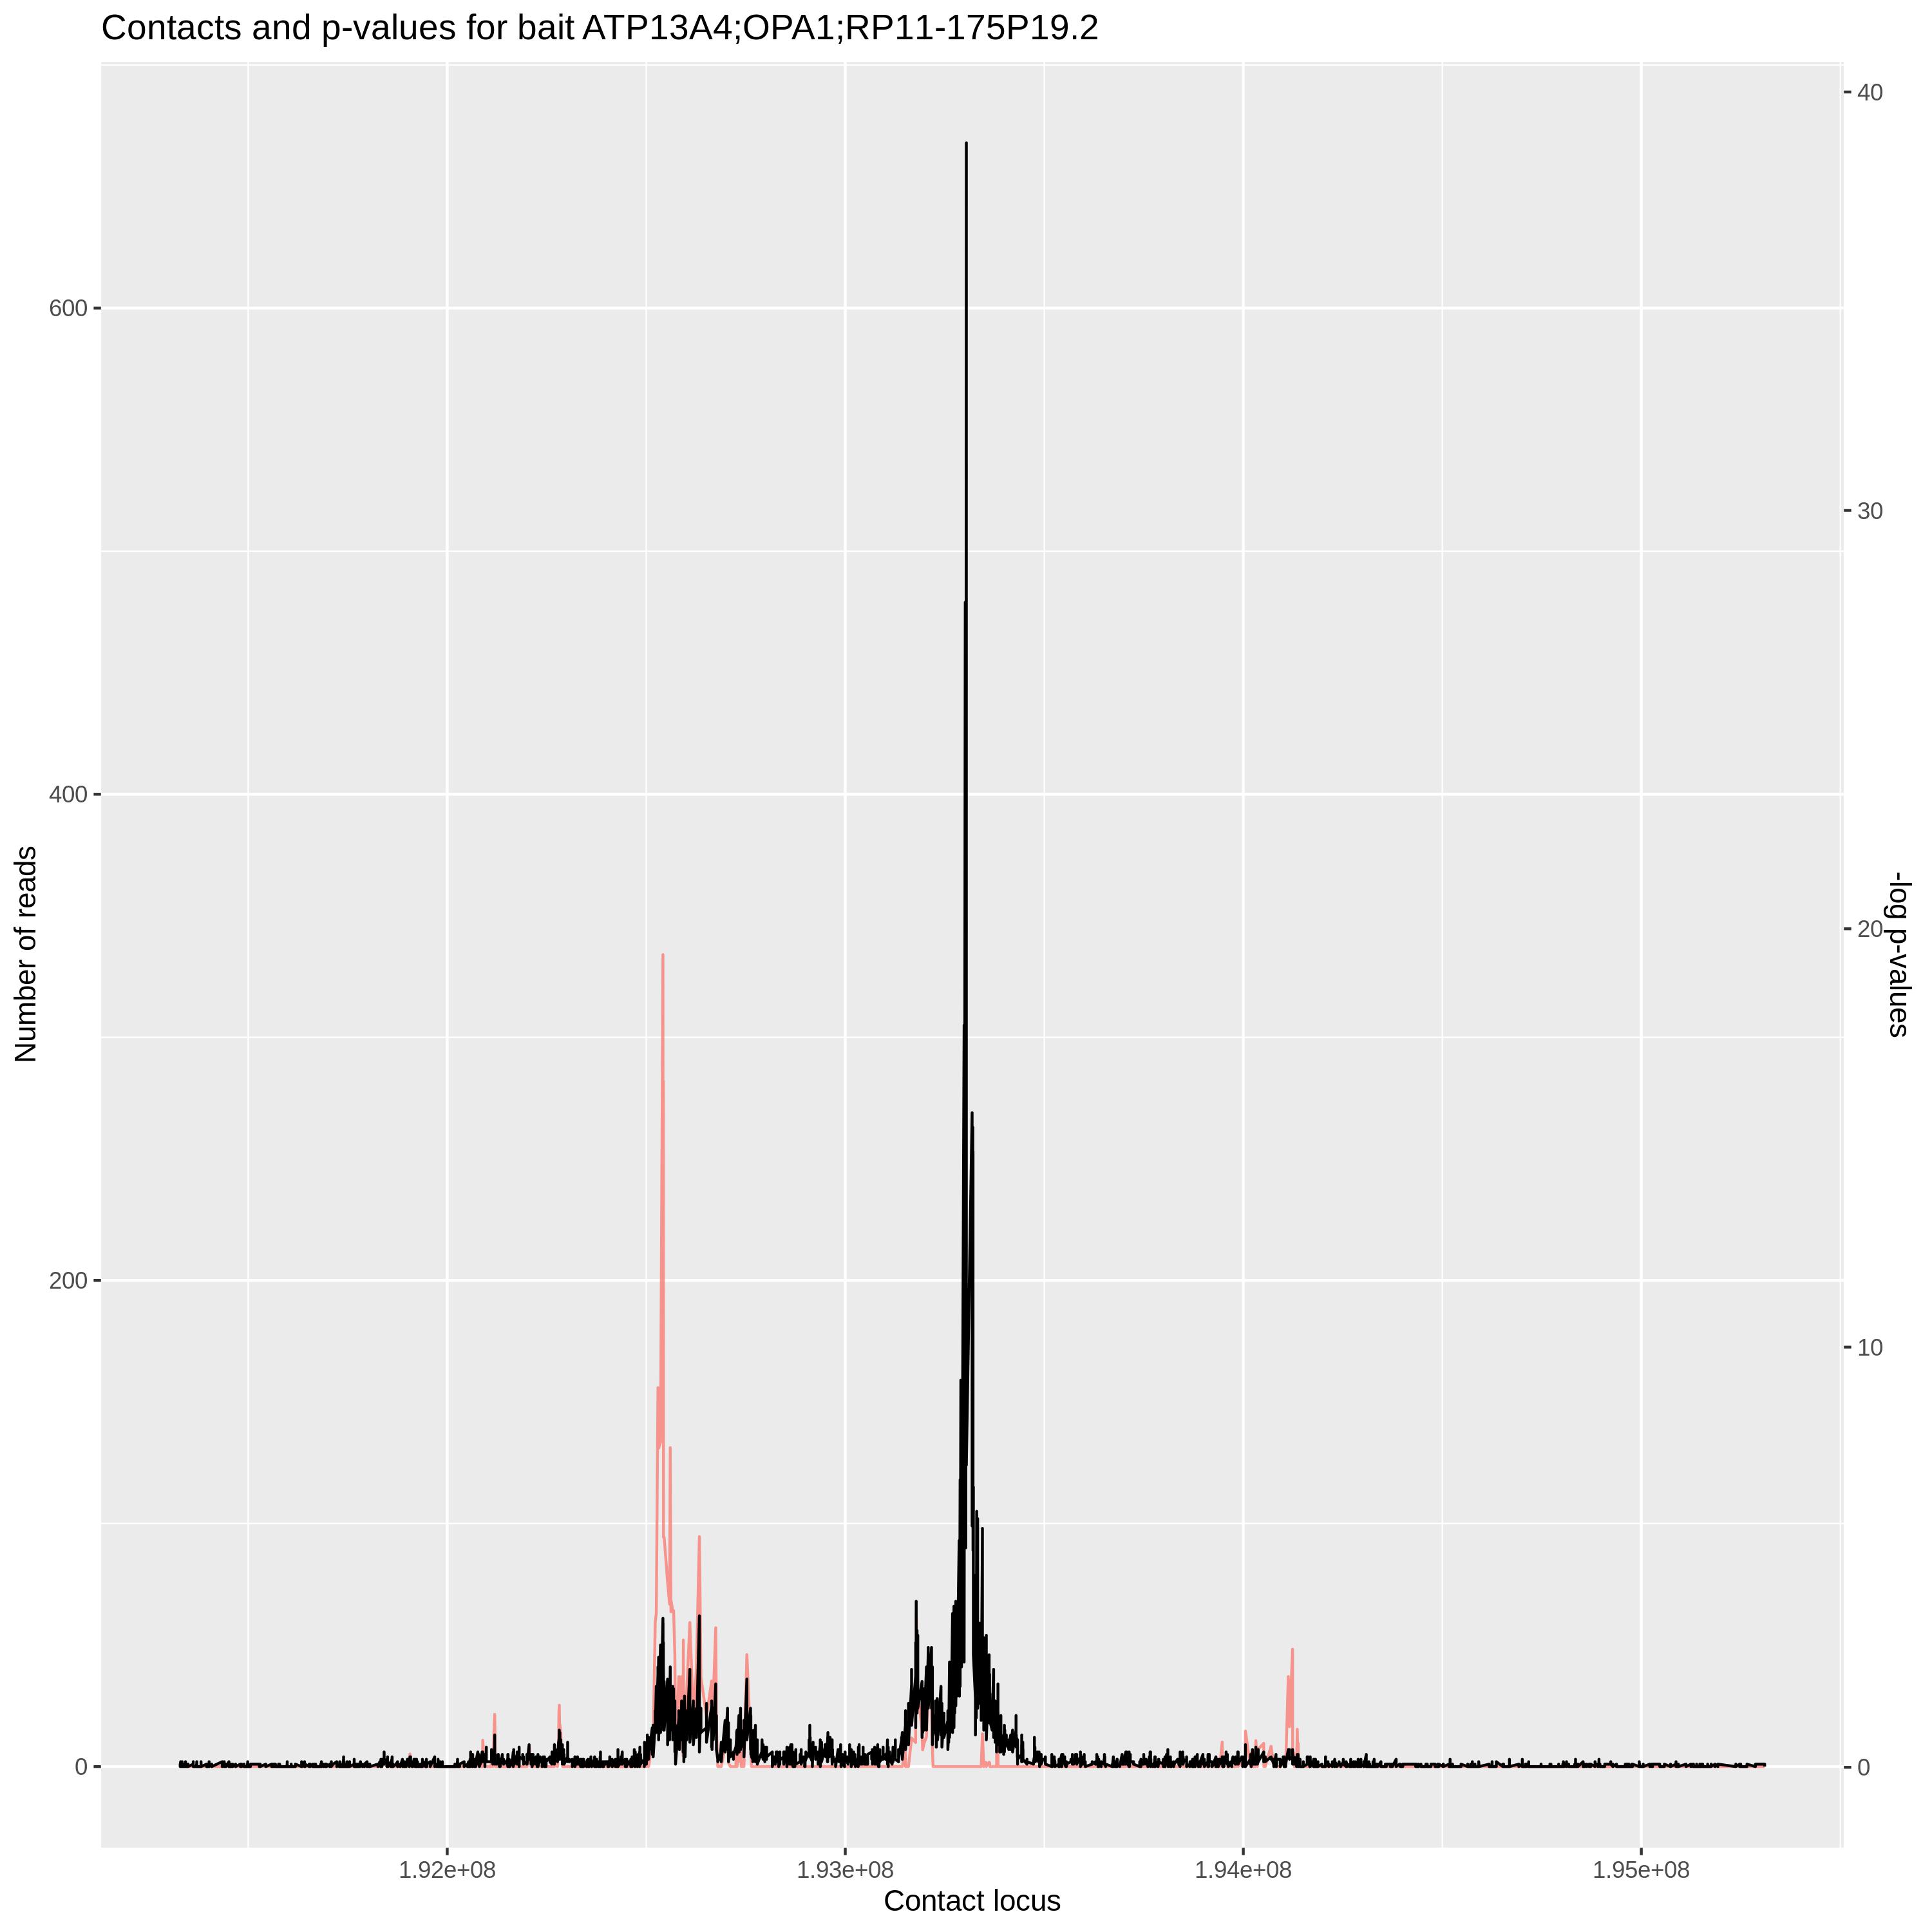 Contacts and p-values for bait ATP13A4;OPA1;RP11-175P19.2
Number of reads
600
400
200
0
40
30
20
10
0
-log p-values
1.92e+08
1.93e+08
1.94e+08
1.95e+08
Contact locus